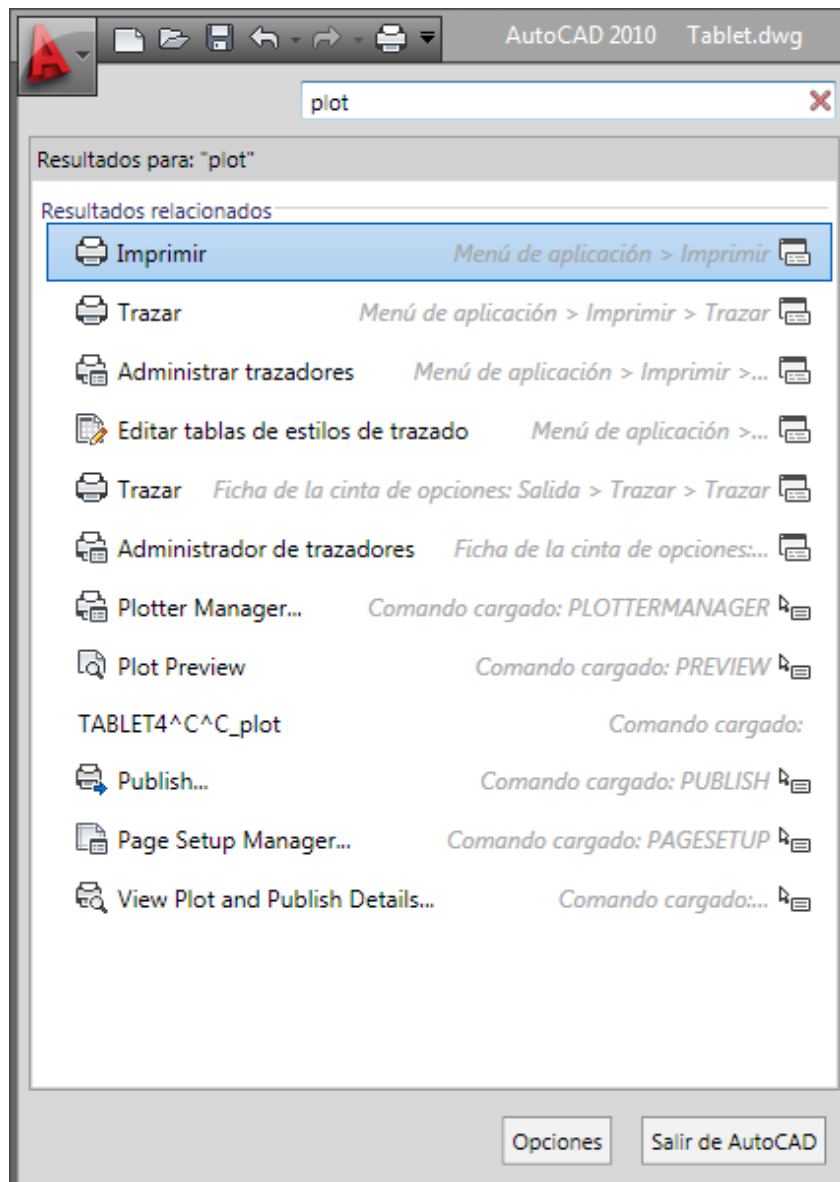 AutoCAD 2010 Tablet.dwg
plot
Resultados para: "plot"
Resultados relacionados
Imprimir Menú de aplicación > Imprimir
Trazar Menú de aplicación > Imprimir > Trazar
Administrar trazadores Menú de aplicación > Imprimir >...
Editar tablas de estilos de trazado Menú de aplicación >...
Trazar Ficha de la cinta de opciones: Salida > Trazar > Trazar
Administrador de trazadores Ficha de la cinta de opciones:...
Plotter Manager... Comando cargado: PLOTTERMANAGER
Plot Preview Comando cargado: PREVIEW
TABLET4^C^C_plot Comando cargado:
Publish... Comando cargado: PUBLISH
Page Setup Manager... Comando cargado: PAGESETUP
View Plot and Publish Details... Comando cargado:...
Opciones Salir de AutoCAD